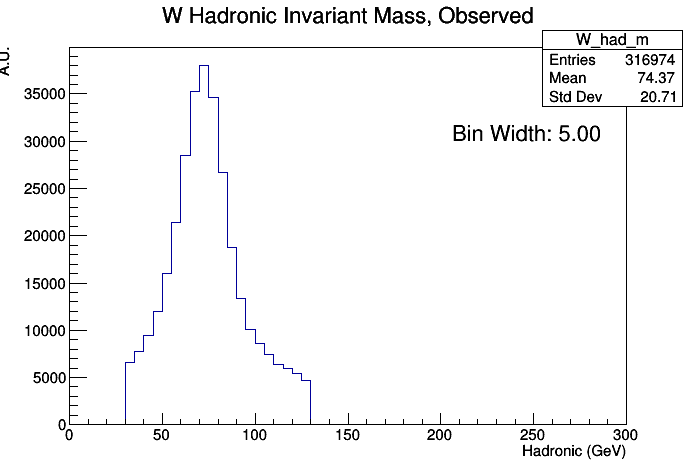 W Hadronic Invariant Mass, Observed
A.U.
W_had_m
Entries 316974
Mean 74.37
Std Dev 20.71
Bin Width: 5.00
35000
30000
25000
20000
15000
10000
5000
0
0 50 100 150 200 250 300
Hadronic (GeV)